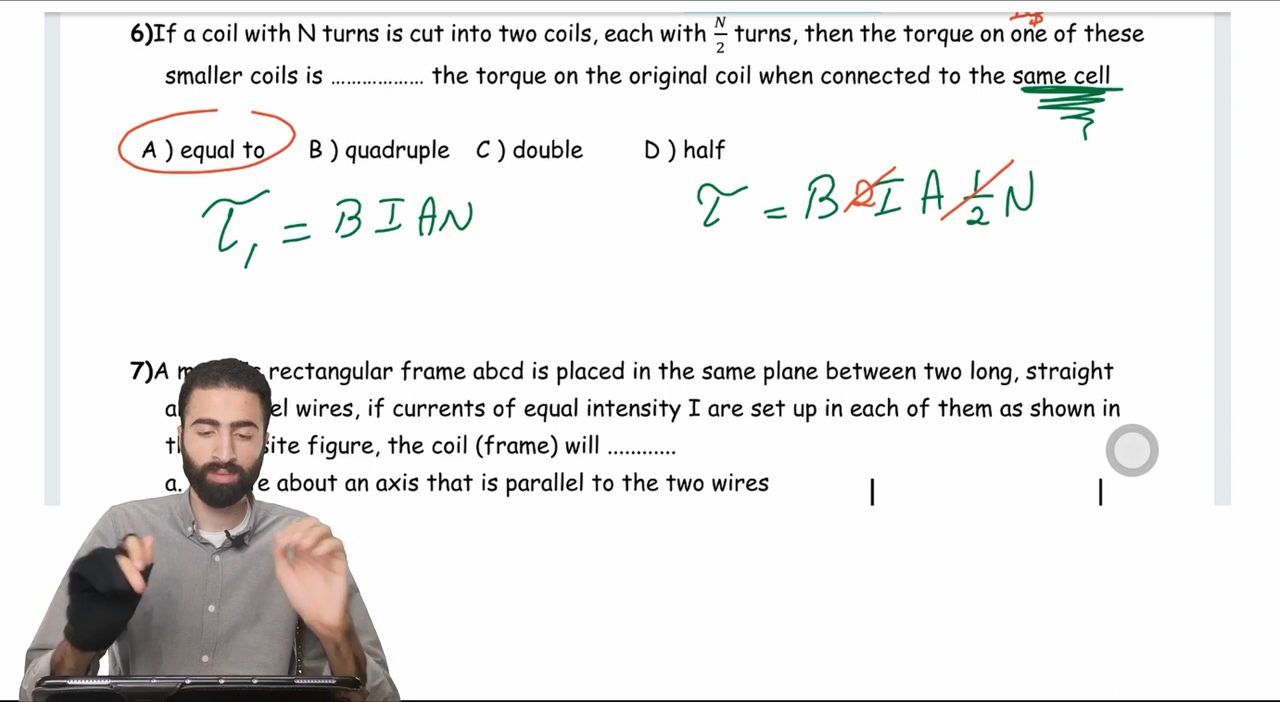 6)If a coil with N turns is cut into two coils, each with N/2 turns, then the torque on one of these
smaller coils is ................. the torque on the original coil when connected to the same cell
A ) equal to B ) quadruple C ) double D ) half
τ₁ = BIAN τ = B2IA1/2N
7)A rectangular frame abcd is placed in the same plane between two long, straight
wires, if currents of equal intensity I are set up in each of them as shown in
figure, the coil (frame) will ............
a. about an axis that is parallel to the two wires